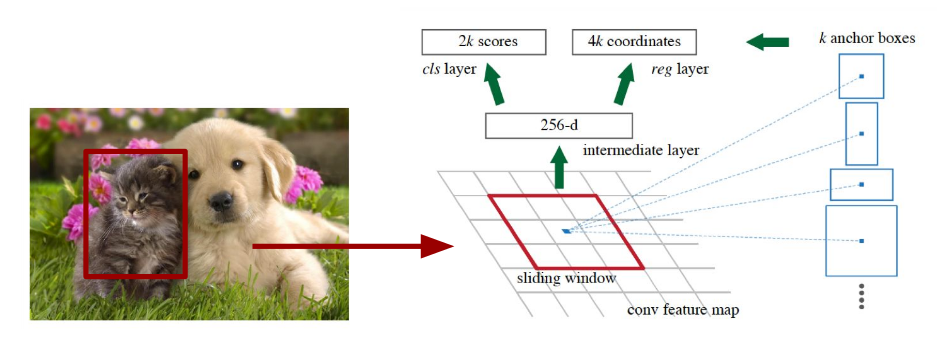 2k scores
4k coordinates
k anchor boxes
cls layer
reg layer
256-d
intermediate layer
sliding window
conv feature map